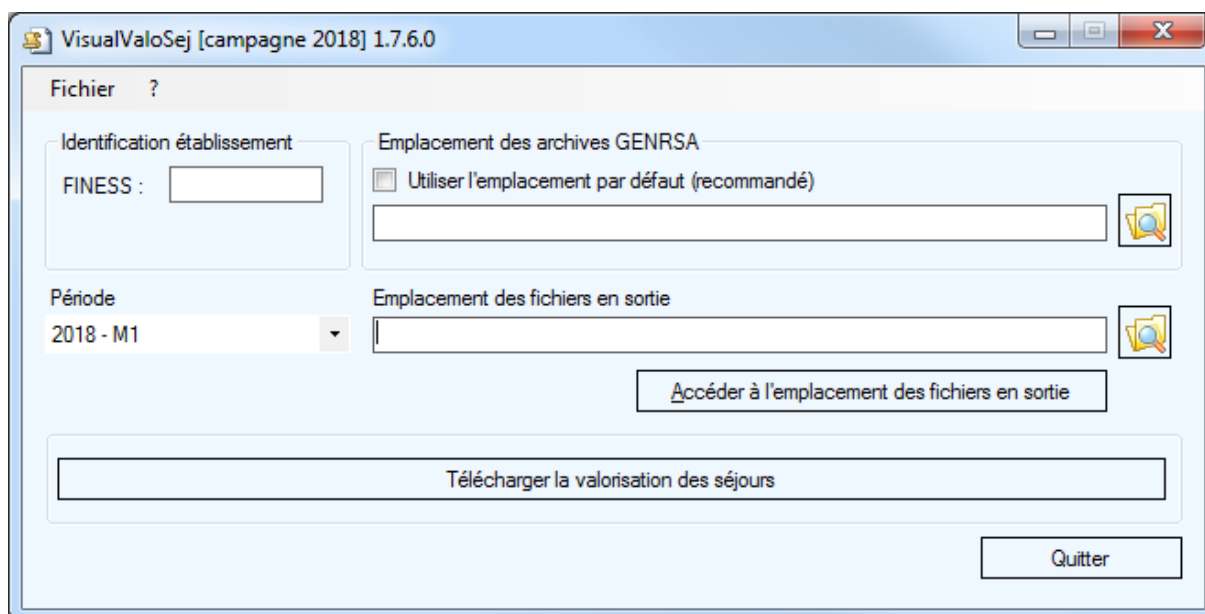 VisualValoSej [campagne 2018] 1.7.6.0
Fichier ?
Identification établissement
FINESS :
Emplacement des archives GENRSA
Utiliser l'emplacement par défaut (recommandé)
Période
2018 - M1
Emplacement des fichiers en sortie
Accéder à l'emplacement des fichiers en sortie
Télécharger la valorisation des séjours
Quitter